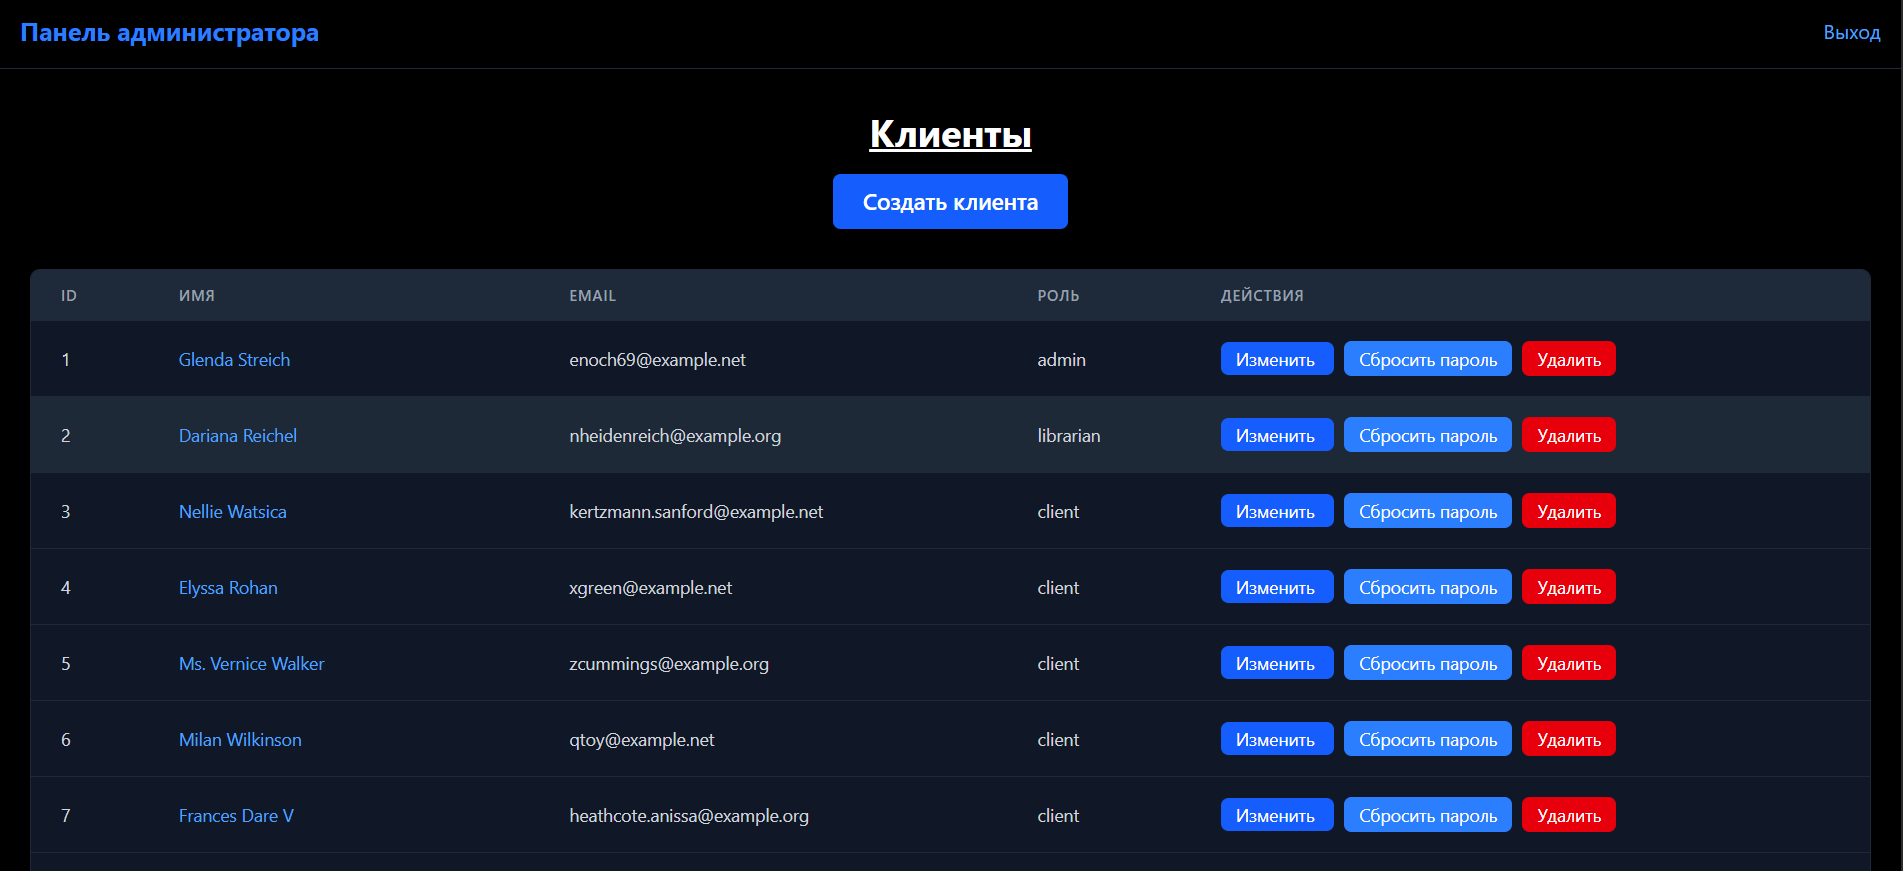 Панель администратора Выход
Клиенты
Создать клиента
ID ИМЯ EMAIL РОЛЬ ДЕЙСТВИЯ
1 Glenda Streich enoch69@example.net admin Изменить Сбросить пароль Удалить
2 Dariana Reichel nheidenreich@example.org librarian Изменить Сбросить пароль Удалить
3 Nellie Watsica kertzmann.sanford@example.net client Изменить Сбросить пароль Удалить
4 Elyssa Rohan xgreen@example.net client Изменить Сбросить пароль Удалить
5 Ms. Vernice Walker zcummings@example.org client Изменить Сбросить пароль Удалить
6 Milan Wilkinson qtoy@example.net client Изменить Сбросить пароль Удалить
7 Frances Dare V heathcote.anissa@example.org client Изменить Сбросить пароль Удалить